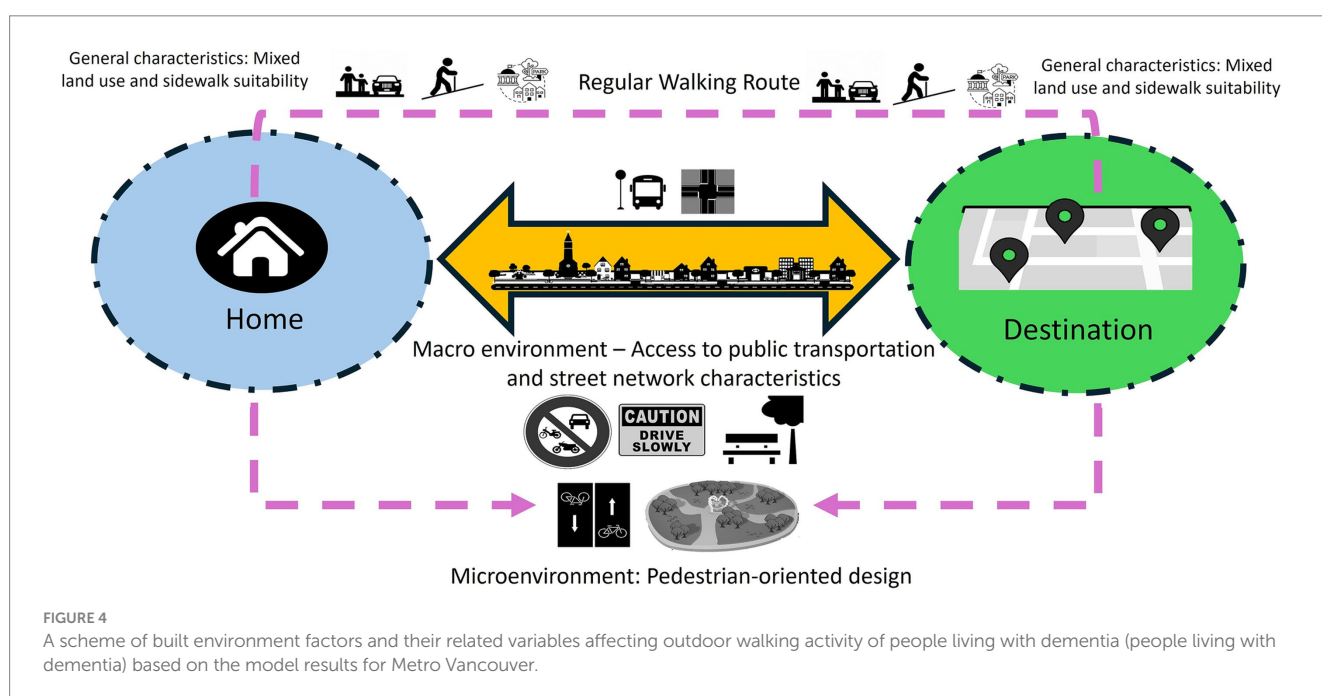 General characteristics: Mixed
land use and sidewalk suitability
PARK
Regular Walking Route
PARK
General characteristics: Mixed
land use and sidewalk suitability
Home
Destination
Macro environment – Access to public transportation
and street network characteristics
CAUTION
DRIVE
SLOWLY
Microenvironment: Pedestrian-oriented design
FIGURE 4
A scheme of built environment factors and their related variables affecting outdoor walking activity of people living with dementia (people living with
dementia) based on the model results for Metro Vancouver.